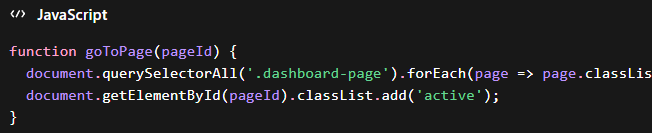 </> JavaScript
function goToPage(pageId) {
  document.querySelectorAll('.dashboard-page').forEach(page => page.classLis
  document.getElementById(pageId).classList.add('active');
}